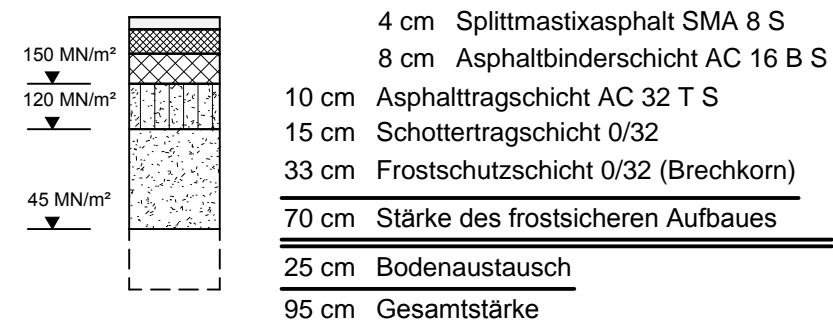 4 cm Splittmastixasphalt SMA 8 S
8 cm Asphaltbinderschicht AC 16 B S
150 MN/m²
120 MN/m²
10 cm Asphalttragschicht AC 32 T S
15 cm Schottertragschicht 0/32
33 cm Frostschutzschicht 0/32 (Brechkorn)
45 MN/m²
70 cm Stärke des frostsicheren Aufbaues
25 cm Bodenaustausch
95 cm Gesamtstärke